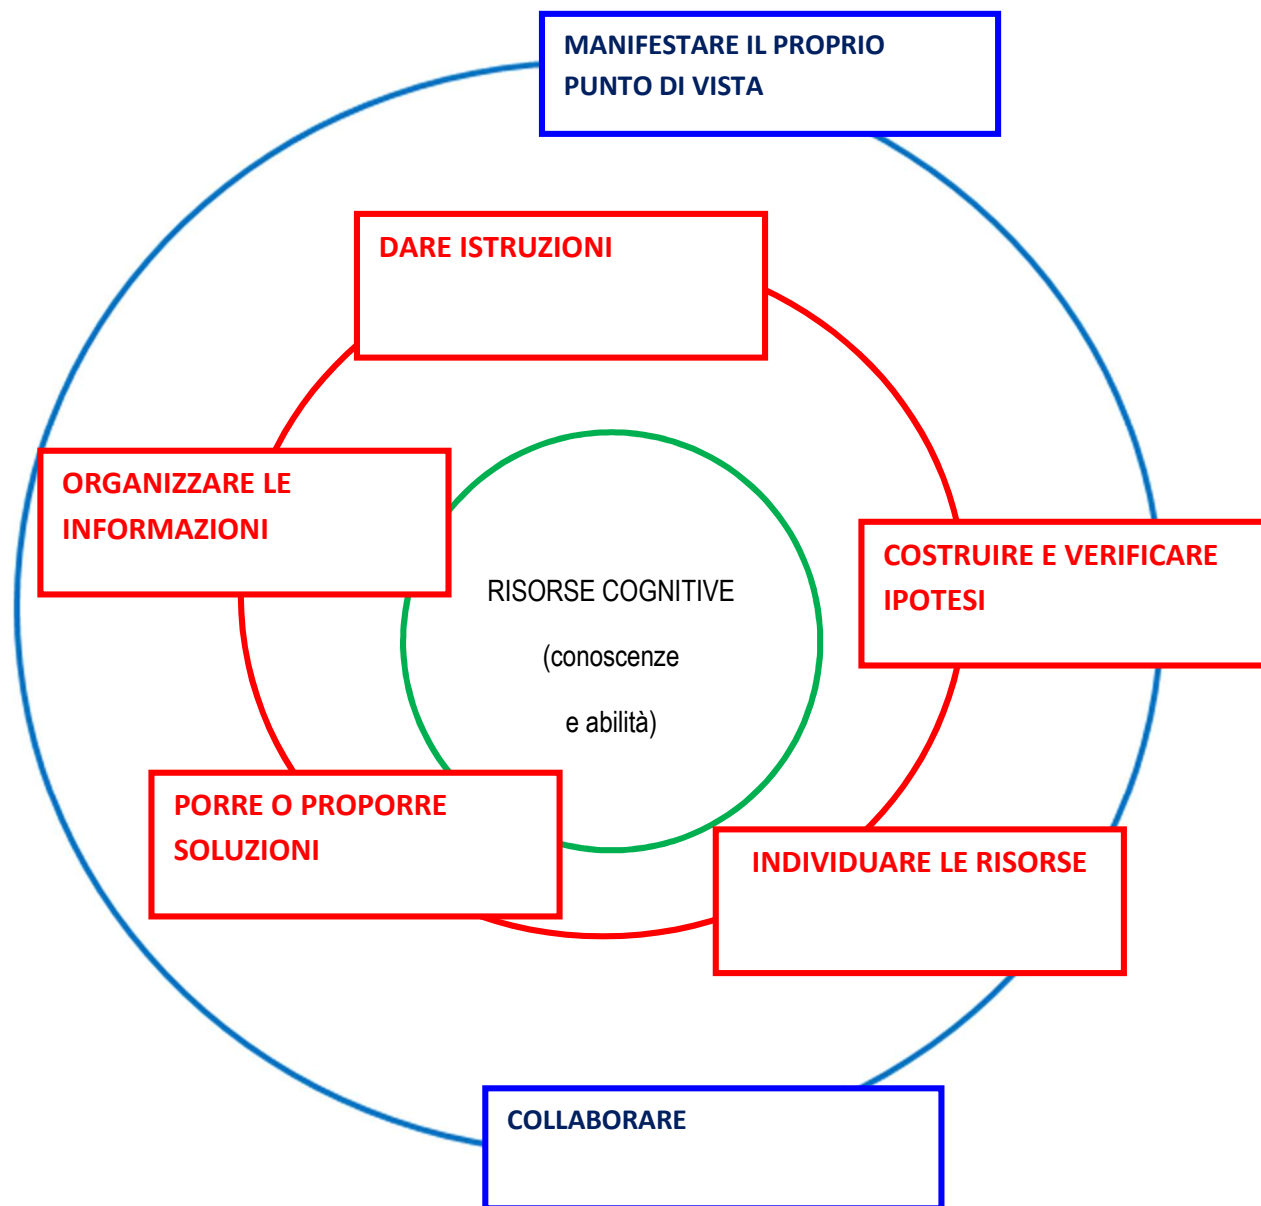 MANIFESTARE IL PROPRIO
PUNTO DI VISTA
DARE ISTRUZIONI
ORGANIZZARE LE
INFORMAZIONI
COSTRUIRE E VERIFICARE
IPOTESI
RISORSE COGNITIVE
(conoscenze
e abilità)
PORRE O PROPORRE
SOLUZIONI
INDIVIDUARE LE RISORSE
COLLABORARE